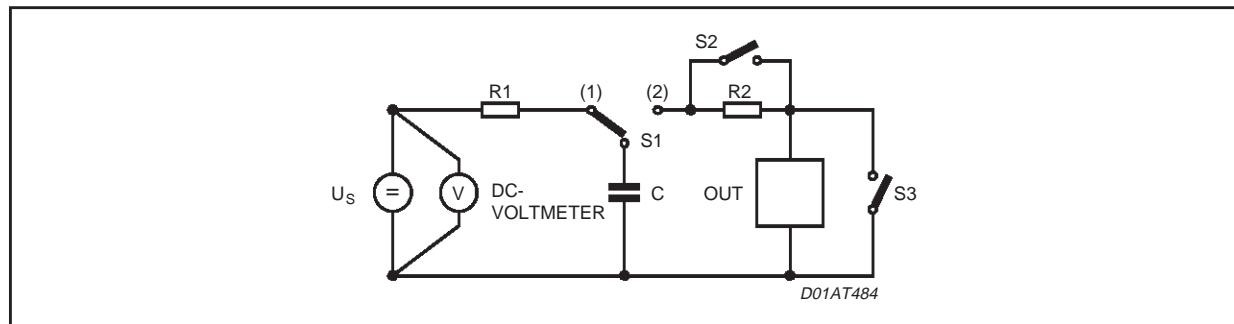 S2
R1
(1)
(2)
R2
S1
U_S
=
V
DC-
VOLTMETER
C
OUT
S3
D01AT484